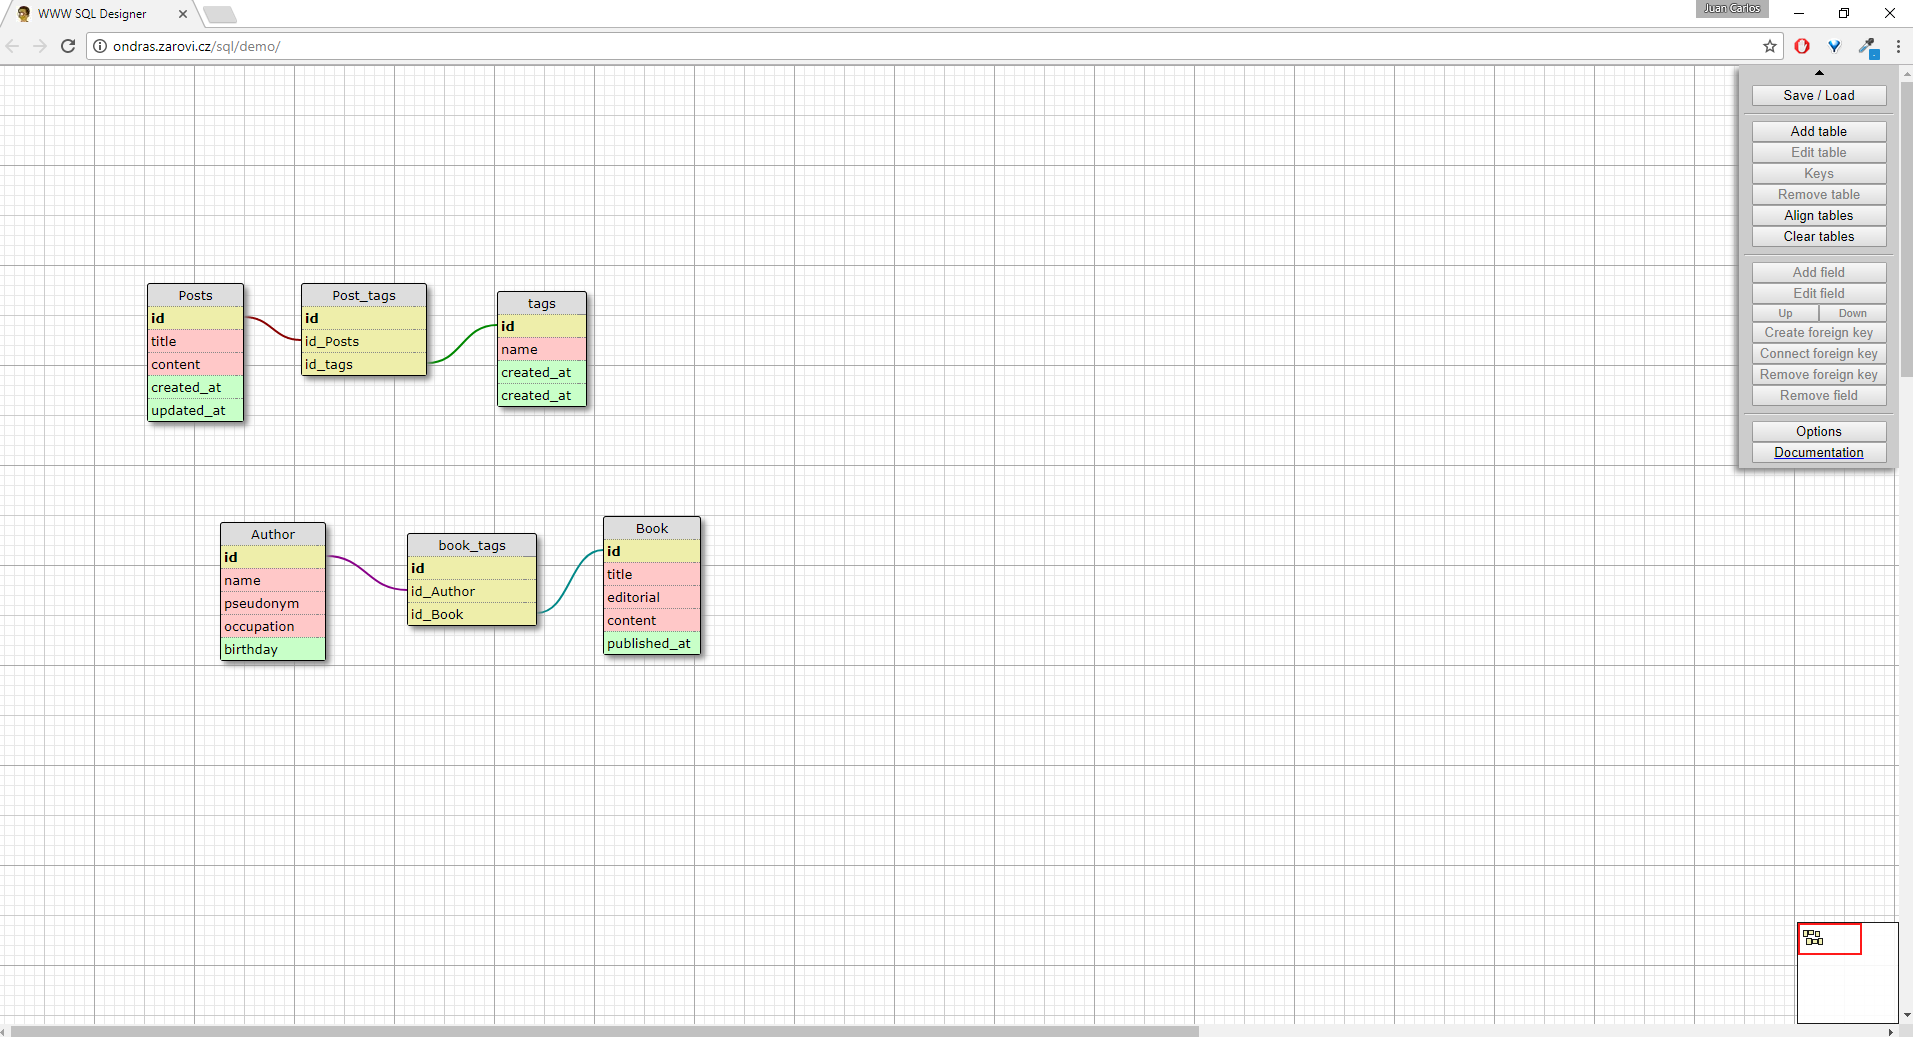 WWW SQL Designer
Juan Carlos
ondras.zarovi.cz/sql/demo/
Save / Load
Add table
Edit table
Keys
Remove table
Align tables
Clear tables
Add field
Edit field
Up Down
Create foreign key
Connect foreign key
Remove foreign key
Remove field
Options
Documentation
Posts
id
title
content
created_at
updated_at
Post_tags
id
id_Posts
id_tags
tags
id
name
created_at
created_at
Author
id
name
pseudonym
occupation
birthday
book_tags
id
id_Author
id_Book
Book
id
title
editorial
content
published_at